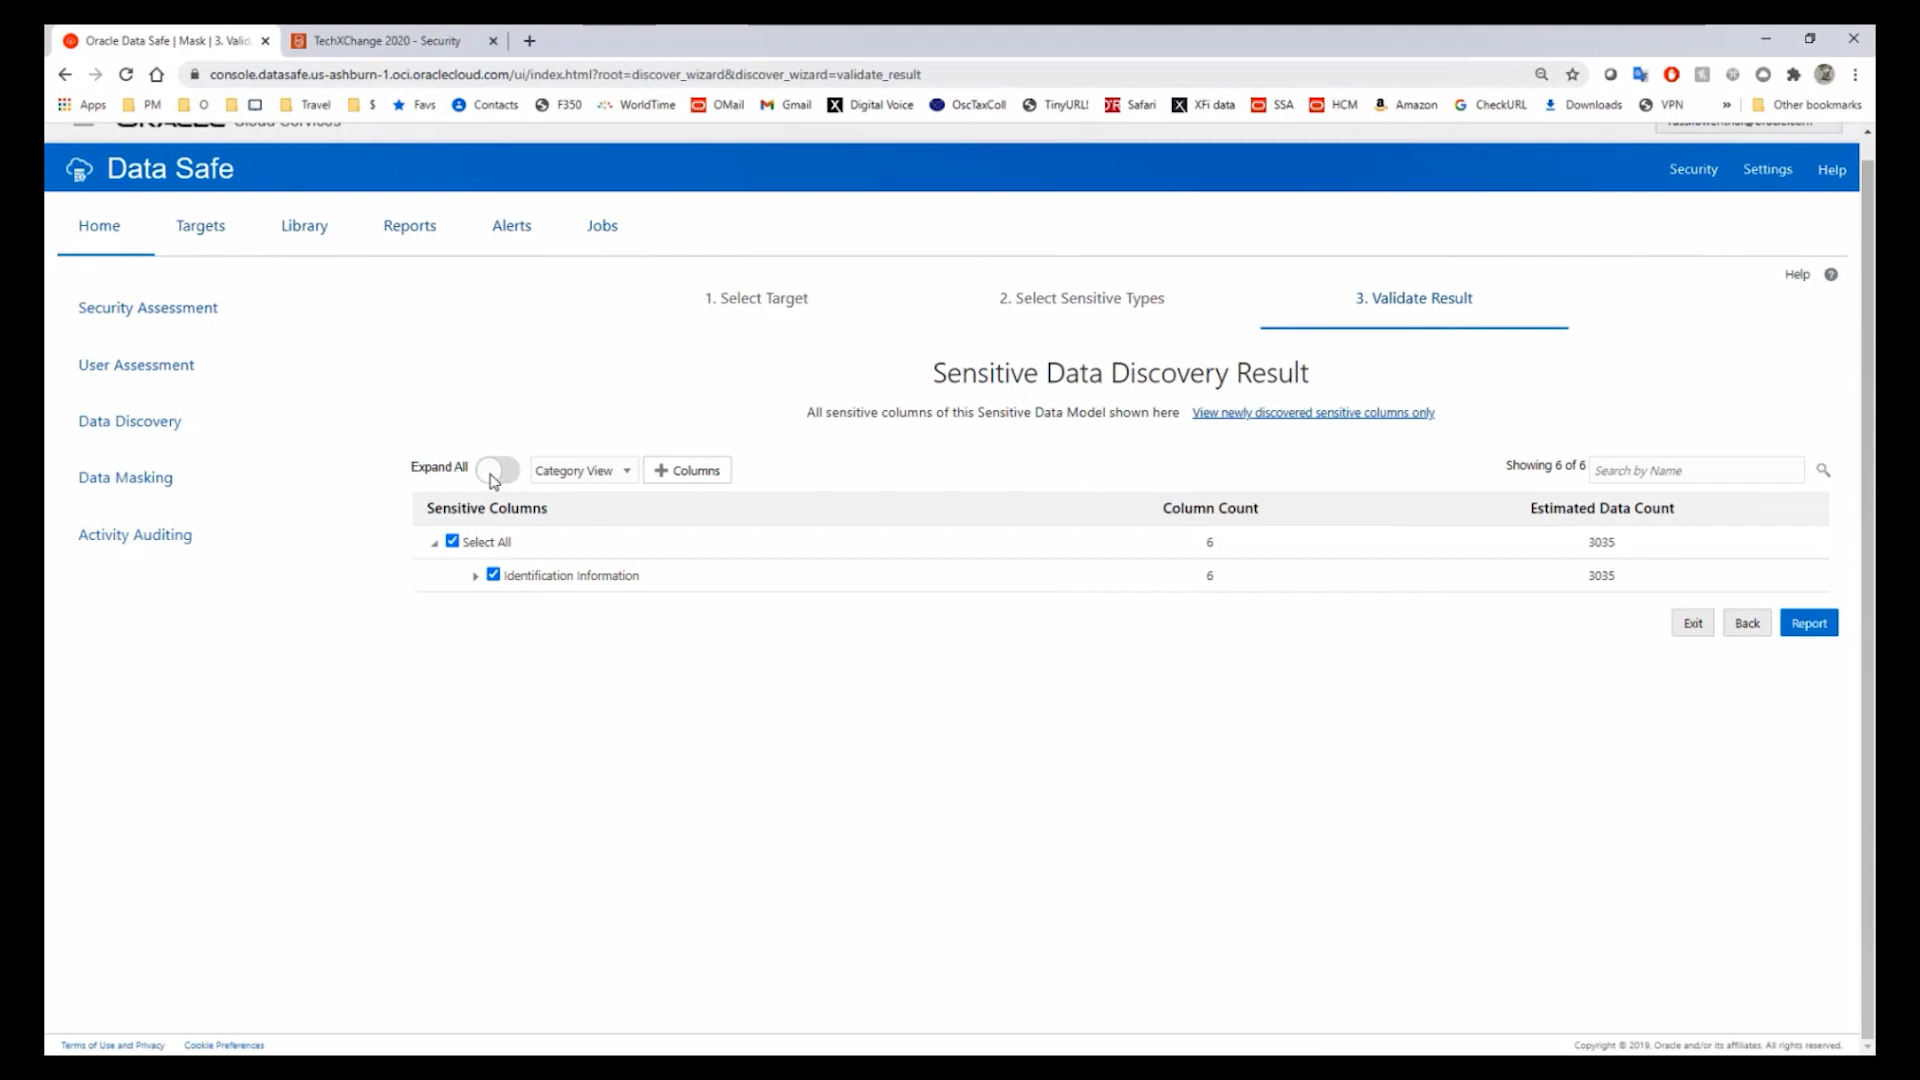 Oracle Data Safe | Mask | 3. Valid
TechXChange 2020 - Security
console.datasafe.us-ashburn-1.oci.oraclecloud.com/ui/index.html?root=discover_wizard&discover_wizard=validate_result
Apps PM O Travel $ Favs Contacts F350 WorldTime OMail Gmail Digital Voice OscTaxColl TinyURL! Safari XFi data SSA HCM Amazon CheckURL Downloads VPN » Other bookmarks
ORACLE Cloud Services
Data Safe
Security Settings Help
Home Targets Library Reports Alerts Jobs
Help
Security Assessment
User Assessment
Data Discovery
Data Masking
Activity Auditing
1. Select Target 2. Select Sensitive Types 3. Validate Result
Sensitive Data Discovery Result
All sensitive columns of this Sensitive Data Model shown here View newly discovered sensitive columns only
Expand All Category View + Columns Showing 6 of 6 Search by Name
Sensitive Columns Column Count Estimated Data Count
Select All 6 3035
Identification Information 6 3035
Exit Back Report
Terms of Use and Privacy Cookie Preferences Copyright © 2019, Oracle and/or its affiliates. All rights reserved.